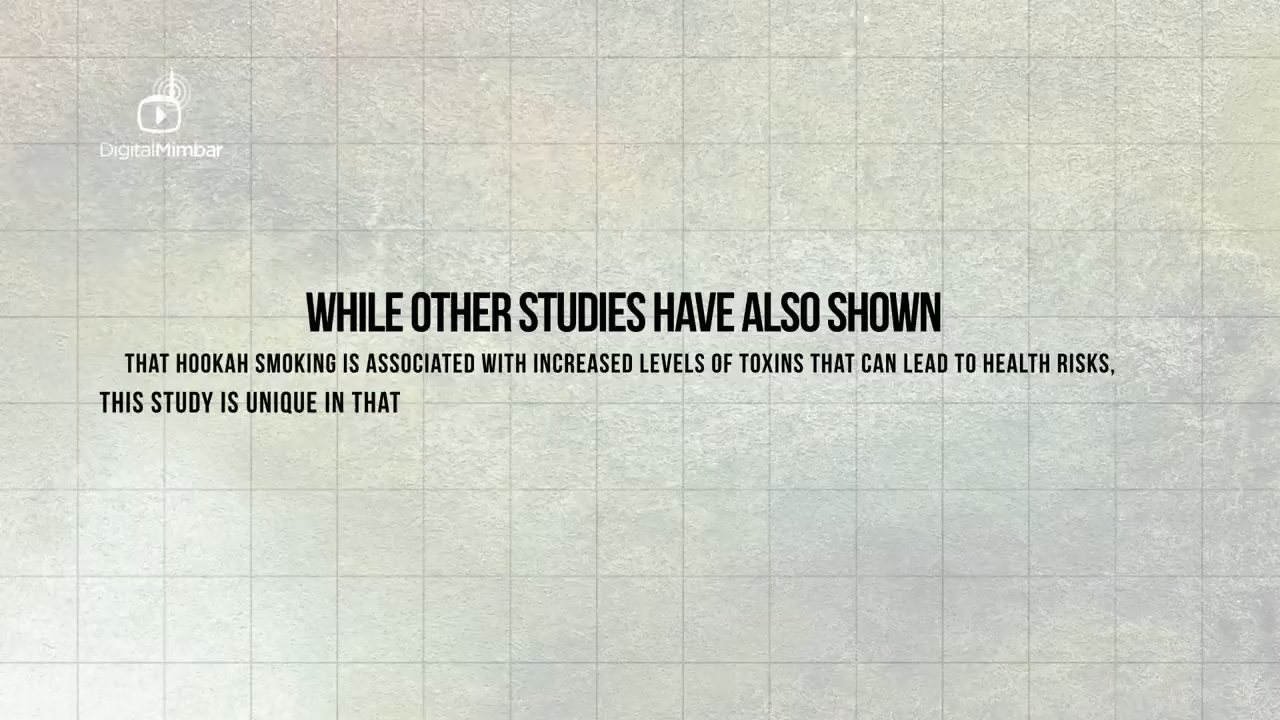 DigitalMimbar
WHILE OTHER STUDIES HAVE ALSO SHOWN
THAT HOOKAH SMOKING IS ASSOCIATED WITH INCREASED LEVELS OF TOXINS THAT CAN LEAD TO HEALTH RISKS,
THIS STUDY IS UNIQUE IN THAT